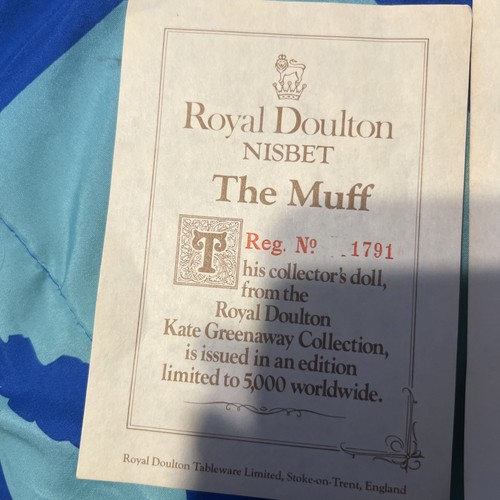 Royal Doulton
NISBET
The Muff
Reg. Nº 1791
This collector's doll,
from the
Royal Doulton
Kate Greenaway Collection,
is issued in an edition
limited to 5,000 worldwide.
Royal Doulton Tableware Limited, Stoke-on-Trent, England